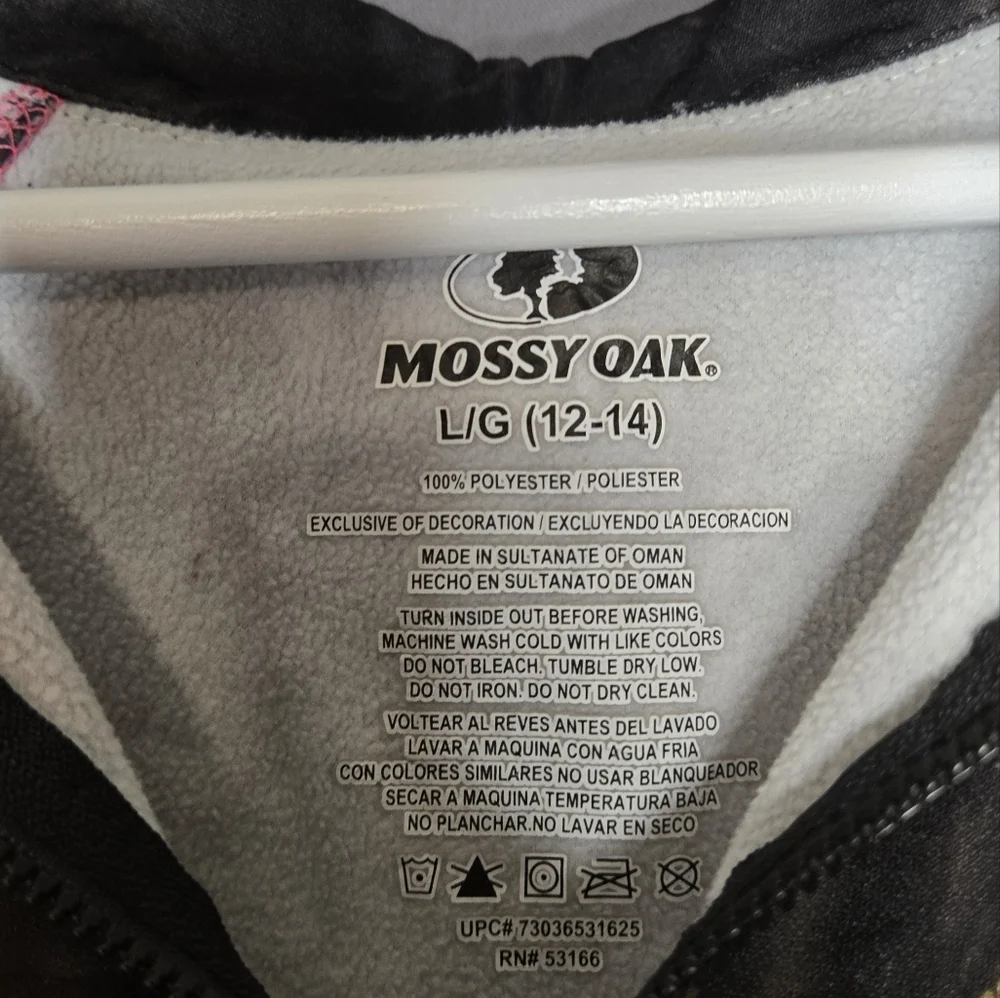 MOSSY OAK®
L/G (12-14)
100% POLYESTER / POLIESTER
EXCLUSIVE OF DECORATION / EXCLUYENDO LA DECORACION
MADE IN SULTANATE OF OMAN
HECHO EN SULTANATO DE OMAN
TURN INSIDE OUT BEFORE WASHING,
MACHINE WASH COLD WITH LIKE COLORS
DO NOT BLEACH. TUMBLE DRY LOW.
DO NOT IRON. DO NOT DRY CLEAN.
VOLTEAR AL REVES ANTES DEL LAVADO
LAVAR A MAQUINA CON AGUA FRIA
CON COLORES SIMILARES NO USAR BLANQUEADOR
SECAR A MAQUINA TEMPERATURA BAJA
NO PLANCHAR.NO LAVAR EN SECO
UPC# 73036531625
RN# 53166